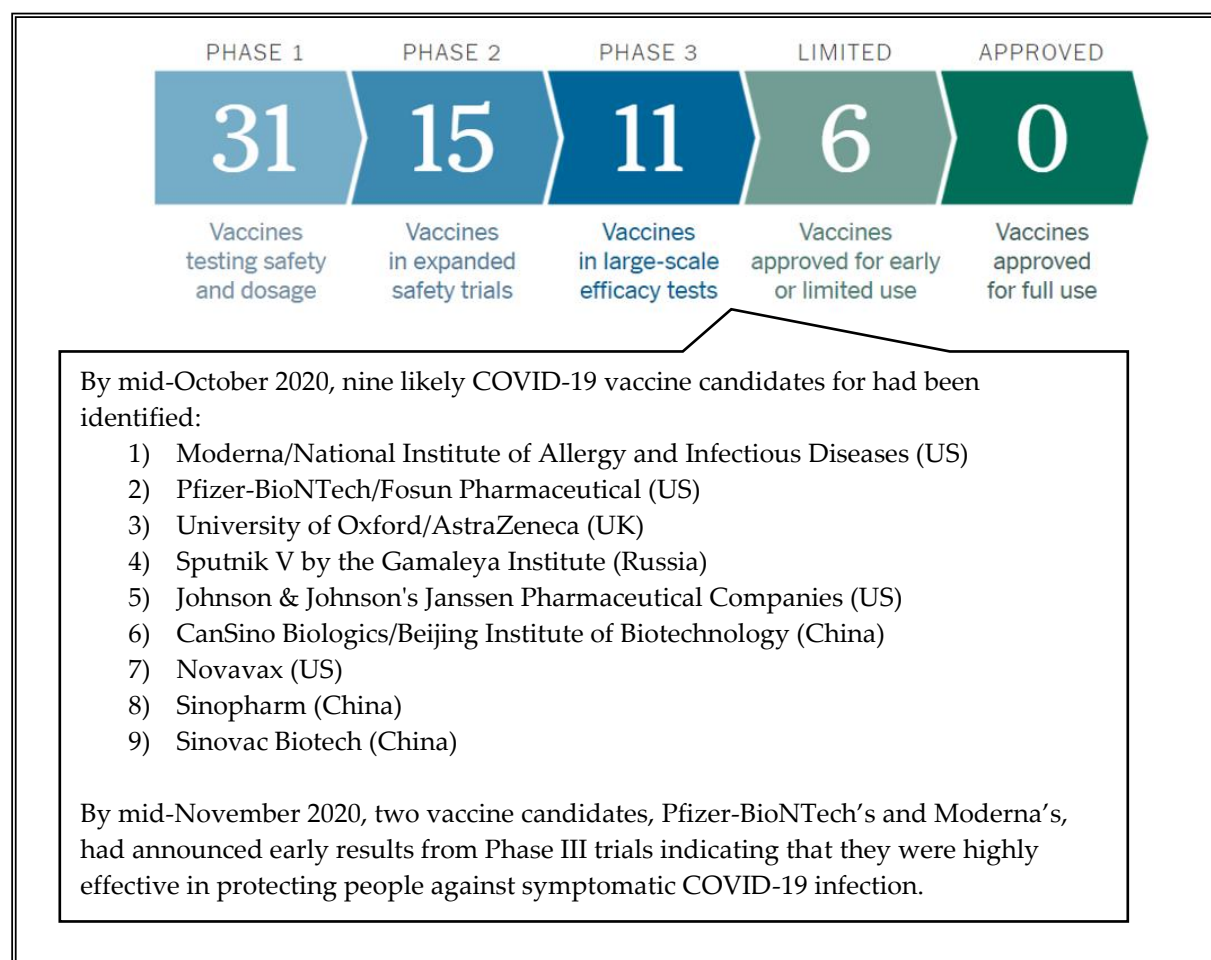 PHASE 1 PHASE 2 PHASE 3 LIMITED APPROVED
31 15 11 6 0
Vaccines testing safety and dosage
Vaccines in expanded safety trials
Vaccines in large-scale efficacy tests
Vaccines approved for early or limited use
Vaccines approved for full use
By mid-October 2020, nine likely COVID-19 vaccine candidates for had been
identified:
1) Moderna/National Institute of Allergy and Infectious Diseases (US)
2) Pfizer-BioNTech/Fosun Pharmaceutical (US)
3) University of Oxford/AstraZeneca (UK)
4) Sputnik V by the Gamaleya Institute (Russia)
5) Johnson & Johnson's Janssen Pharmaceutical Companies (US)
6) CanSino Biologics/Beijing Institute of Biotechnology (China)
7) Novavax (US)
8) Sinopharm (China)
9) Sinovac Biotech (China)
By mid-November 2020, two vaccine candidates, Pfizer-BioNTech’s and Moderna’s,
had announced early results from Phase III trials indicating that they were highly
effective in protecting people against symptomatic COVID-19 infection.